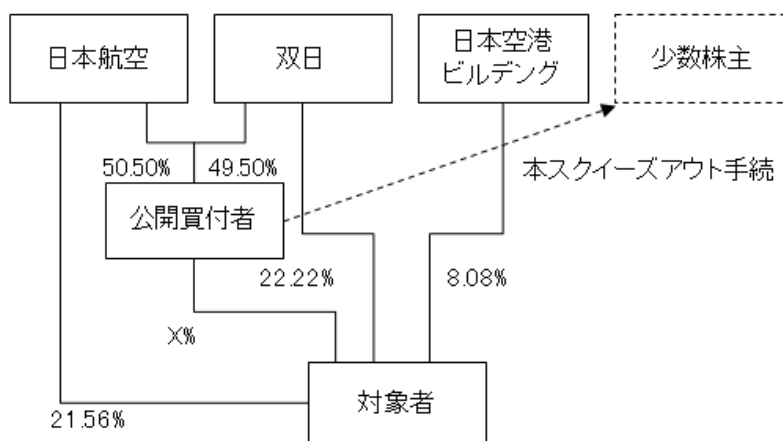 日本航空
双日
日本空港
ビルデング
少数株主
50.50%
49.50%
本スクイーズアウト手続
公開買付者
22.22%
8.08%
X%
対象者
21.56%